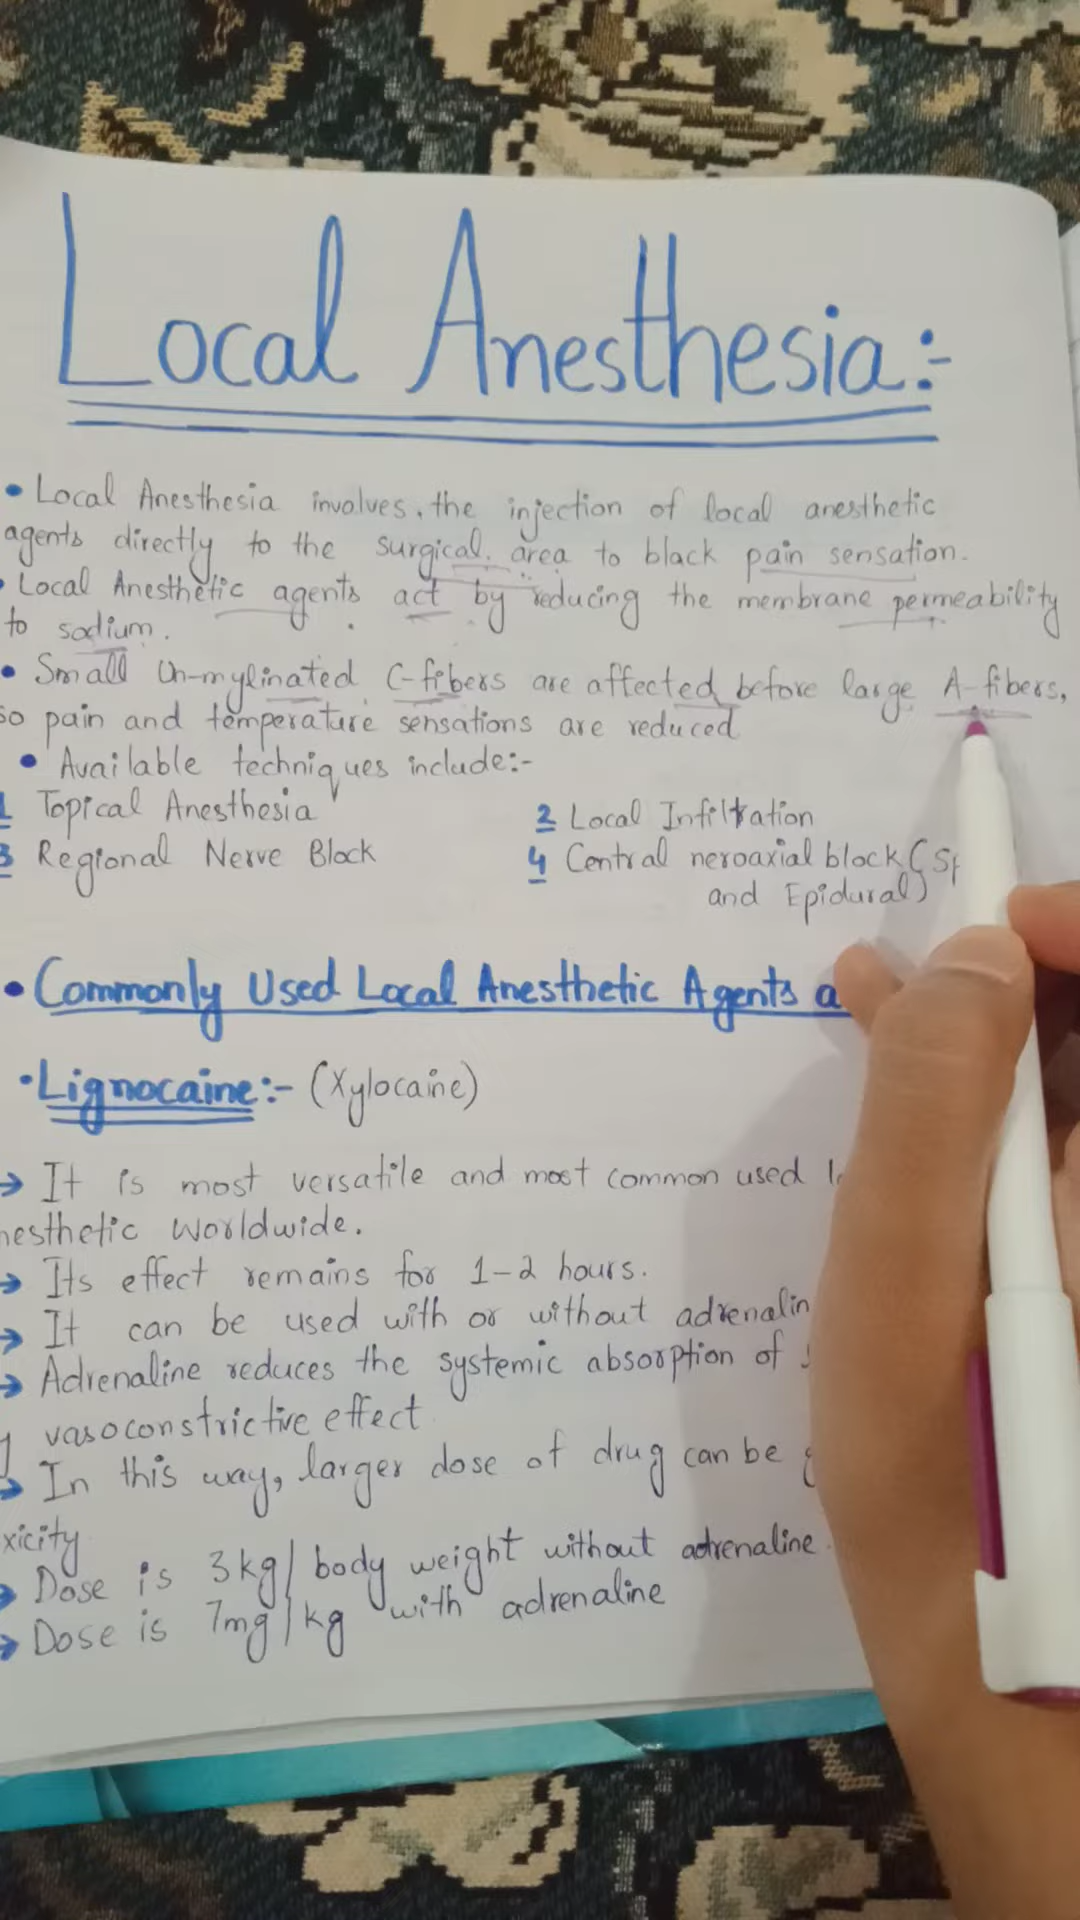 Local Anesthesia:-
• Local Anesthesia involves the injection of local anesthetic
agents directly to the surgical area to black pain sensation.
• Local Anesthetic agents act by reducing the membrane permeability
to sodium.
• Small Un-mylinated C-fibers are affected before large A-fibers,
so pain and temperature sensations are reduced
• Available techniques include:-
1 Topical Anesthesia 2 Local Infiltration
3 Regional Nerve Block 4 Central neroaxial block (Sp
and Epidural)
• Commonly Used Local Anesthetic Agents a
• Lignocaine:- (Xylocaine)
→ It is most versatile and most common used l
nesthetic worldwide.
→ Its effect remains for 1-2 hours.
→ It can be used with or without adrenalin
→ Adrenaline reduces the systemic absorption of
y vasoconstrictive effect
→ In this way, larger dose of drug can be g
xicity
→ Dose is 3kg/body weight without adrenaline.
→ Dose is 7mg/kg with adrenaline